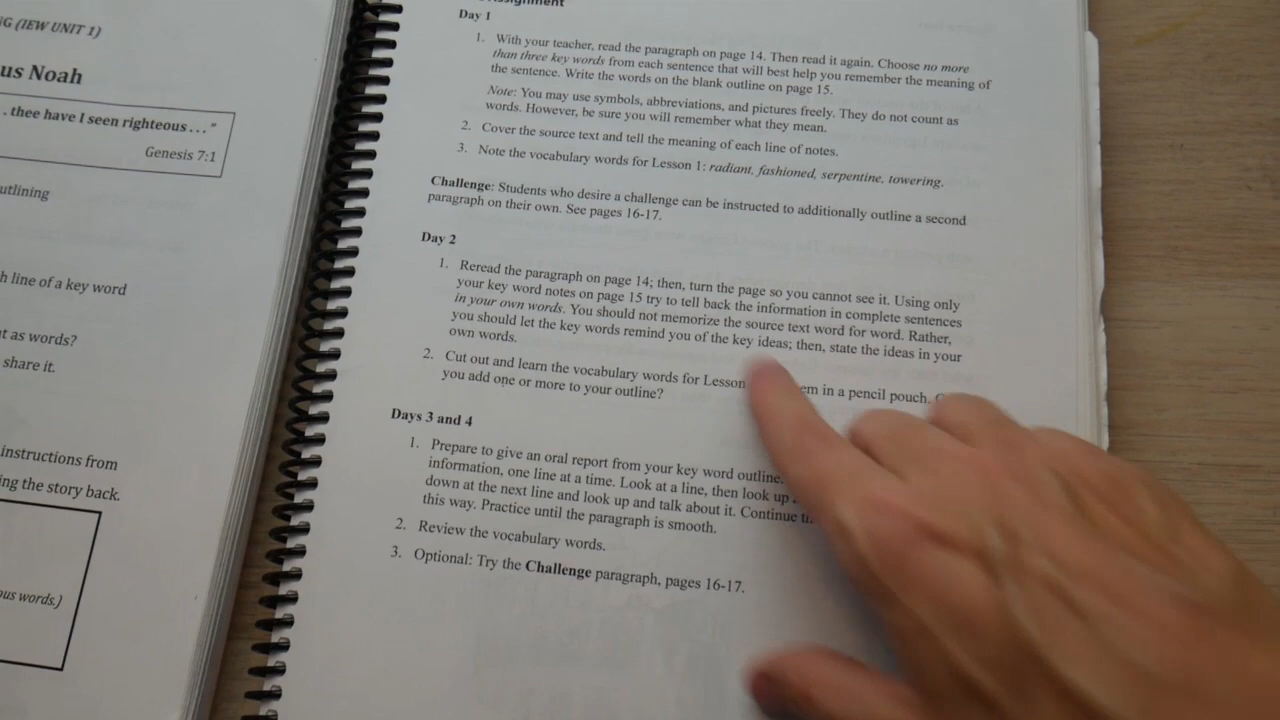 G (IEW UNIT 1)
us Noah
. thee have I seen righteous . . . "
Genesis 7:1
utlining
h line of a key word
t as words?
share it.
instructions from
ing the story back.
ous words.)
Assignment
Day 1
1. With your teacher, read the paragraph on page 14. Then read it again. Choose no more
than three key words from each sentence that will best help you remember the meaning of
the sentence. Write the words on the blank outline on page 15.
Note: You may use symbols, abbreviations, and pictures freely. They do not count as
words. However, be sure you will remember what they mean.
2. Cover the source text and tell the meaning of each line of notes.
3. Note the vocabulary words for Lesson 1: radiant, fashioned, serpentine, towering.
Challenge: Students who desire a challenge can be instructed to additionally outline a second
paragraph on their own. See pages 16-17.
Day 2
1. Reread the paragraph on page 14; then, turn the page so you cannot see it. Using only
your key word notes on page 15 try to tell back the information in complete sentences
in your own words. You should not memorize the source text word for word. Rather,
you should let the key words remind you of the key ideas; then, state the ideas in your
own words.
2. Cut out and learn the vocabulary words for Lesson em in a pencil pouch.
you add one or more to your outline?
Days 3 and 4
1. Prepare to give an oral report from your key word outline.
information, one line at a time. Look at a line, then look up
down at the next line and look up and talk about it. Continue
this way. Practice until the paragraph is smooth.
2. Review the vocabulary words.
3. Optional: Try the Challenge paragraph, pages 16-17.